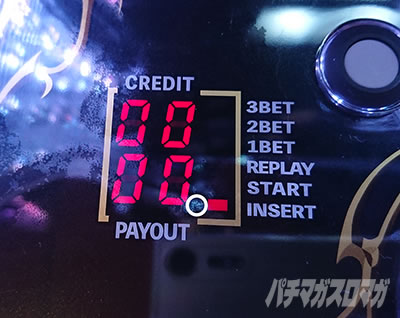 CREDIT
00
00
PAYOUT
3BET
2BET
1BET
REPLAY
START
INSERT
パチマガスロマガ